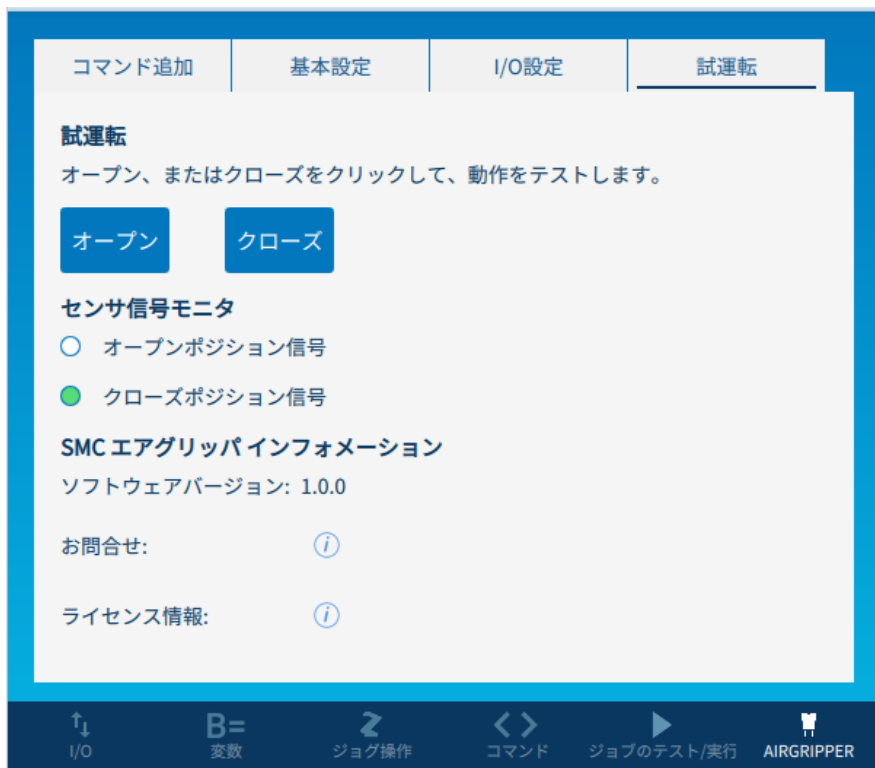 コマンド追加
基本設定
I/O設定
試運転
試運転
オープン、またはクローズをクリックして、動作をテストします。
オープン
クローズ
センサ信号モニタ
オープンポジション信号
クローズポジション信号
SMC エアグリッパ インフォメーション
ソフトウェアバージョン: 1.0.0
お問合せ:
i
ライセンス情報:
i
B=
I/O
変数
ジョグ操作
コマンド
ジョブのテスト/実行
AIRGRIPPER